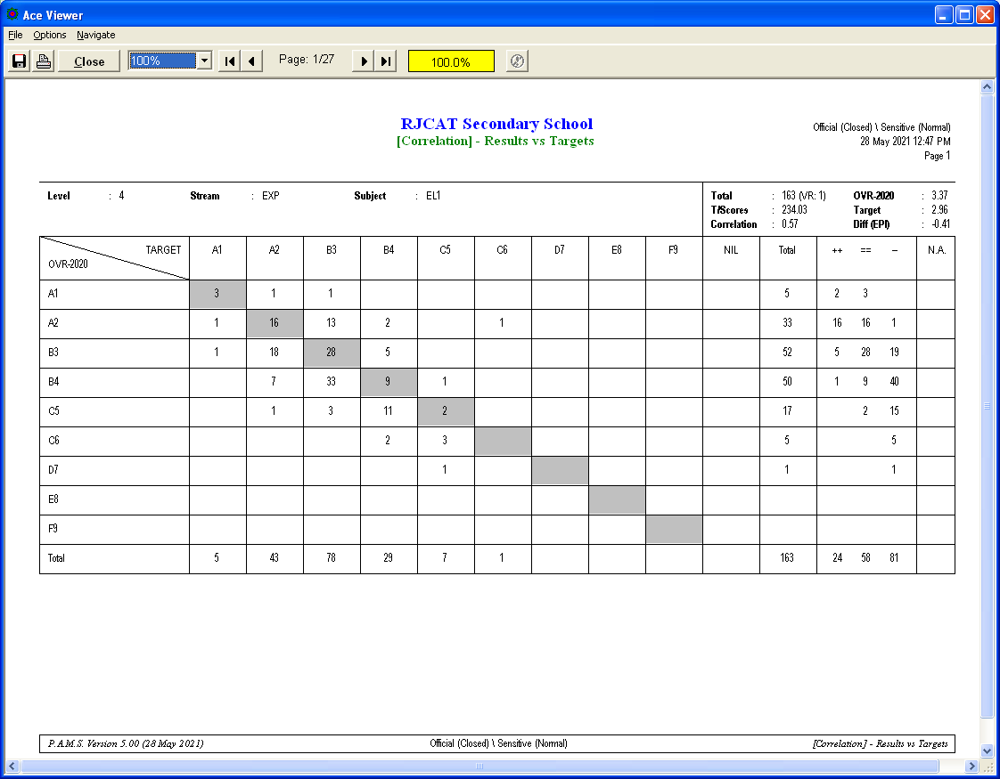 Ace Viewer
File Options Navigate
Close 100% Page: 1/27 100.0%
RJCAT Secondary School
[Correlation] - Results vs Targets
Official (Closed) \ Sensitive (Normal)
28 May 2021 12:47 PM
Page 1
Level : 4 Stream : EXP Subject : EL1
Total : 163 (VR: 1) OVR-2020 : 3.37
T/Scores : 234.03 Target : 2.96
Correlation : 0.57 Diff (EPI) : -0.41
TARGET A1 A2 B3 B4 C5 C6 D7 E8 F9 NIL Total ++ == -- N.A.
OVR-2020
A1 3 1 1 5 2 3
A2 1 16 13 2 1 33 16 16 1
B3 1 18 28 5 52 5 28 19
B4 7 33 9 1 50 1 9 40
C5 1 3 11 2 17 2 15
C6 2 3 5 5
D7 1 1 1
E8
F9
Total 5 43 78 29 7 1 163 24 58 81
P.A.M.S. Version 5.00 (28 May 2021) Official (Closed) \ Sensitive (Normal) [Correlation] - Results vs Targets